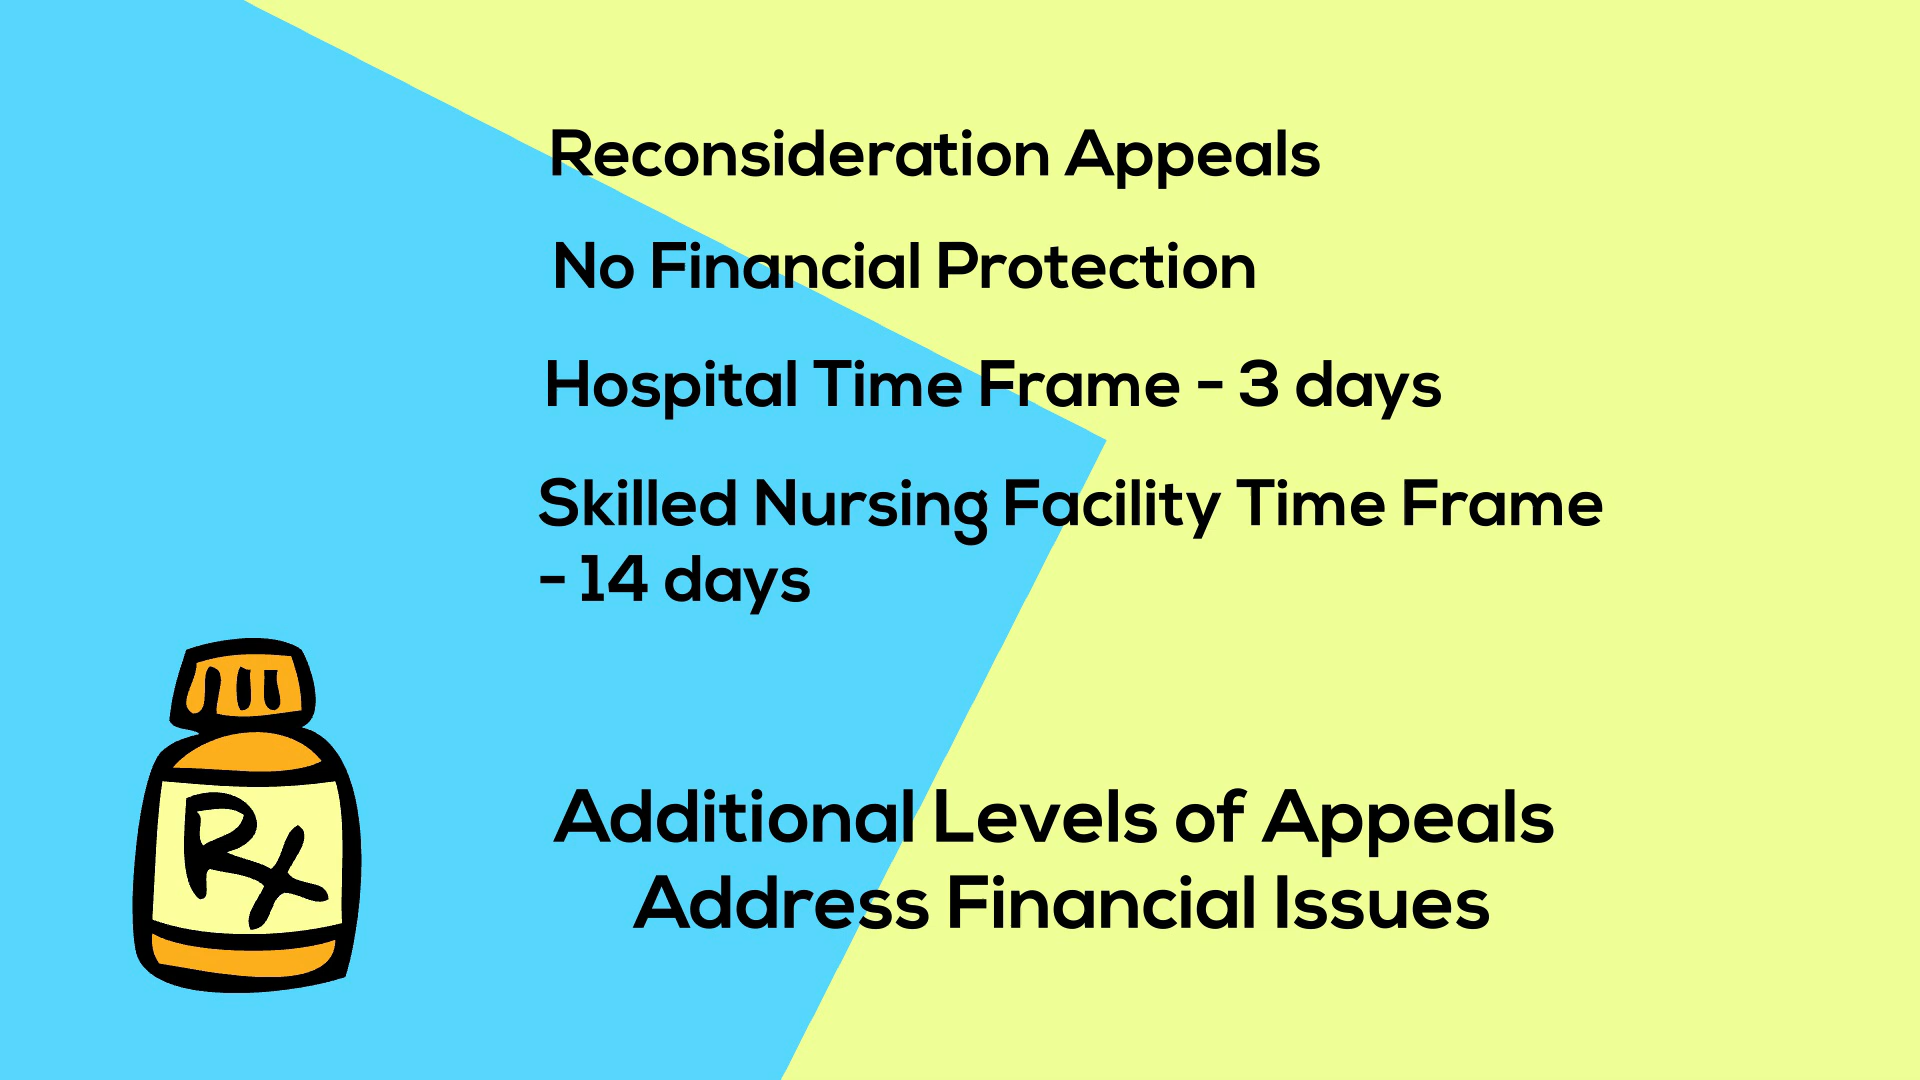 Reconsideration Appeals
No Financial Protection
Hospital Time Frame - 3 days
Skilled Nursing Facility Time Frame
- 14 days
Rx
Additional Levels of Appeals
Address Financial Issues